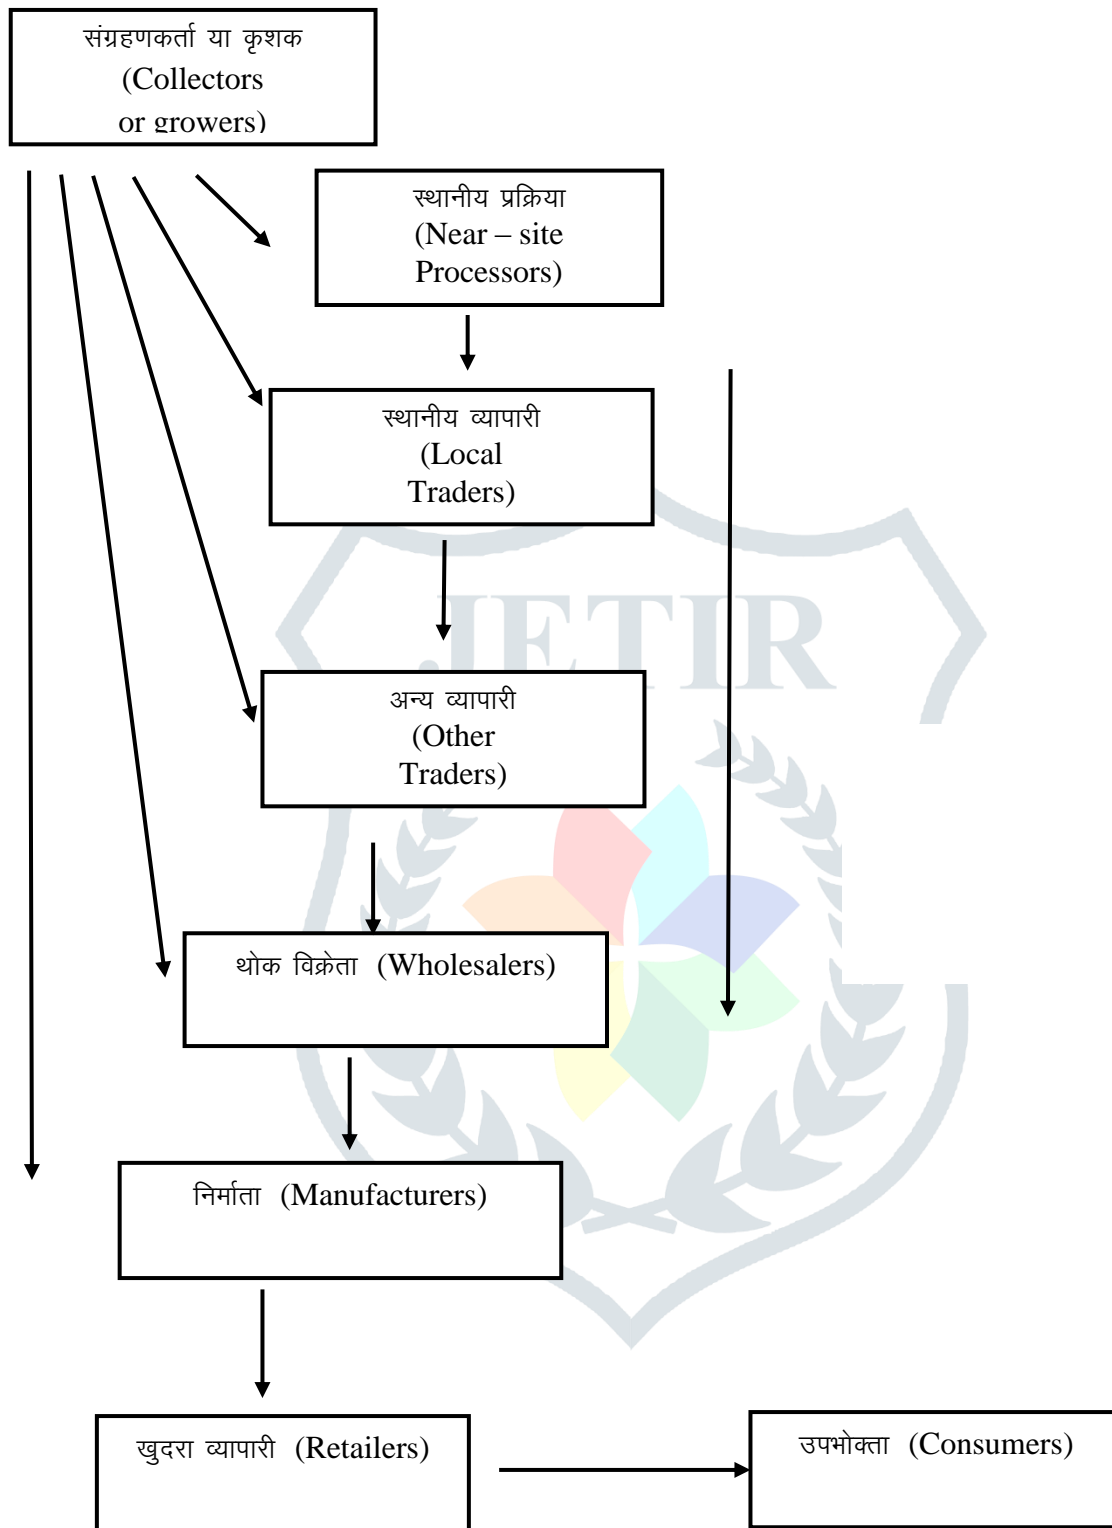 संग्रहणकर्ता या कृशक
(Collectors
or growers)
स्थानीय प्रक्रिया
(Near – site
Processors)
स्थानीय व्यापारी
(Local
Traders)
JETIR
अन्य व्यापारी
(Other
Traders)
थोक विक्रेता (Wholesalers)
निर्माता (Manufacturers)
खुदरा व्यापारी (Retailers)
उपभोक्ता (Consumers)